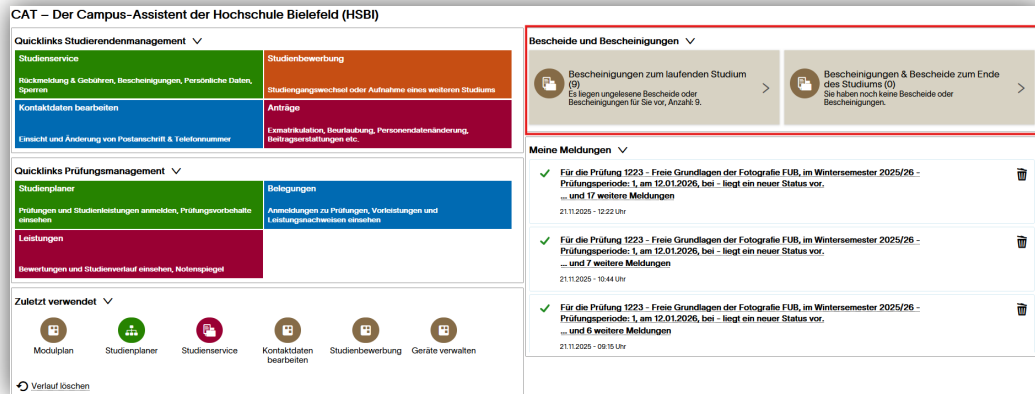 CAT – Der Campus-Assistent der Hochschule Bielefeld (HSBI)
Quicklinks Studierendenmanagement
Studienservice
Rückmeldung & Gebühren, Bescheinigungen, Persönliche Daten,
Sperren
Studienbewerbung
Studiengangswechsel oder Aufnahme eines weiteren Studiums
Kontaktdaten bearbeiten
Einsicht und Änderung von Postanschrift & Telefonnummer
Anträge
Exmatrikulation, Beurlaubung, Personendatenänderung,
Beitragserstattungen etc.
Quicklinks Prüfungsmanagement
Studienplaner
Prüfungen und Studienleistungen anmelden, Prüfungsvorbehalte
einsehen
Belegungen
Anmeldungen zu Prüfungen, Vorleistungen und
Leistungsnachweisen einsehen
Leistungen
Bewertungen und Studienverlauf einsehen, Notenspiegel
Zuletzt verwendet
Modulplan
Studienplaner
Studienservice
Kontaktdaten
bearbeiten
Studienbewerbung
Geräte verwalten
Verlauf löschen
Bescheide und Bescheinigungen
Bescheinigungen zum laufenden Studium
(9)
Es liegen ungelesene Bescheide oder
Bescheinigungen für Sie vor, Anzahl: 9.
Bescheinigungen & Bescheide zum Ende
des Studiums (0)
Sie haben noch keine Bescheide oder
Bescheinigungen.
Meine Meldungen
Für die Prüfung 1223 - Freie Grundlagen der Fotografie FUB, im Wintersemester 2025/26 -
Prüfungsperiode: 1, am 12.01.2026, bei - liegt ein neuer Status vor.
... und 17 weitere Meldungen
21.11.2025 - 12:22 Uhr
Für die Prüfung 1223 - Freie Grundlagen der Fotografie FUB, im Wintersemester 2025/26 -
Prüfungsperiode: 1, am 12.01.2026, bei - liegt ein neuer Status vor.
... und 7 weitere Meldungen
21.11.2025 - 10:44 Uhr
Für die Prüfung 1223 - Freie Grundlagen der Fotografie FUB, im Wintersemester 2025/26 -
Prüfungsperiode: 1, am 12.01.2026, bei - liegt ein neuer Status vor.
... und 6 weitere Meldungen
21.11.2025 - 09:15 Uhr